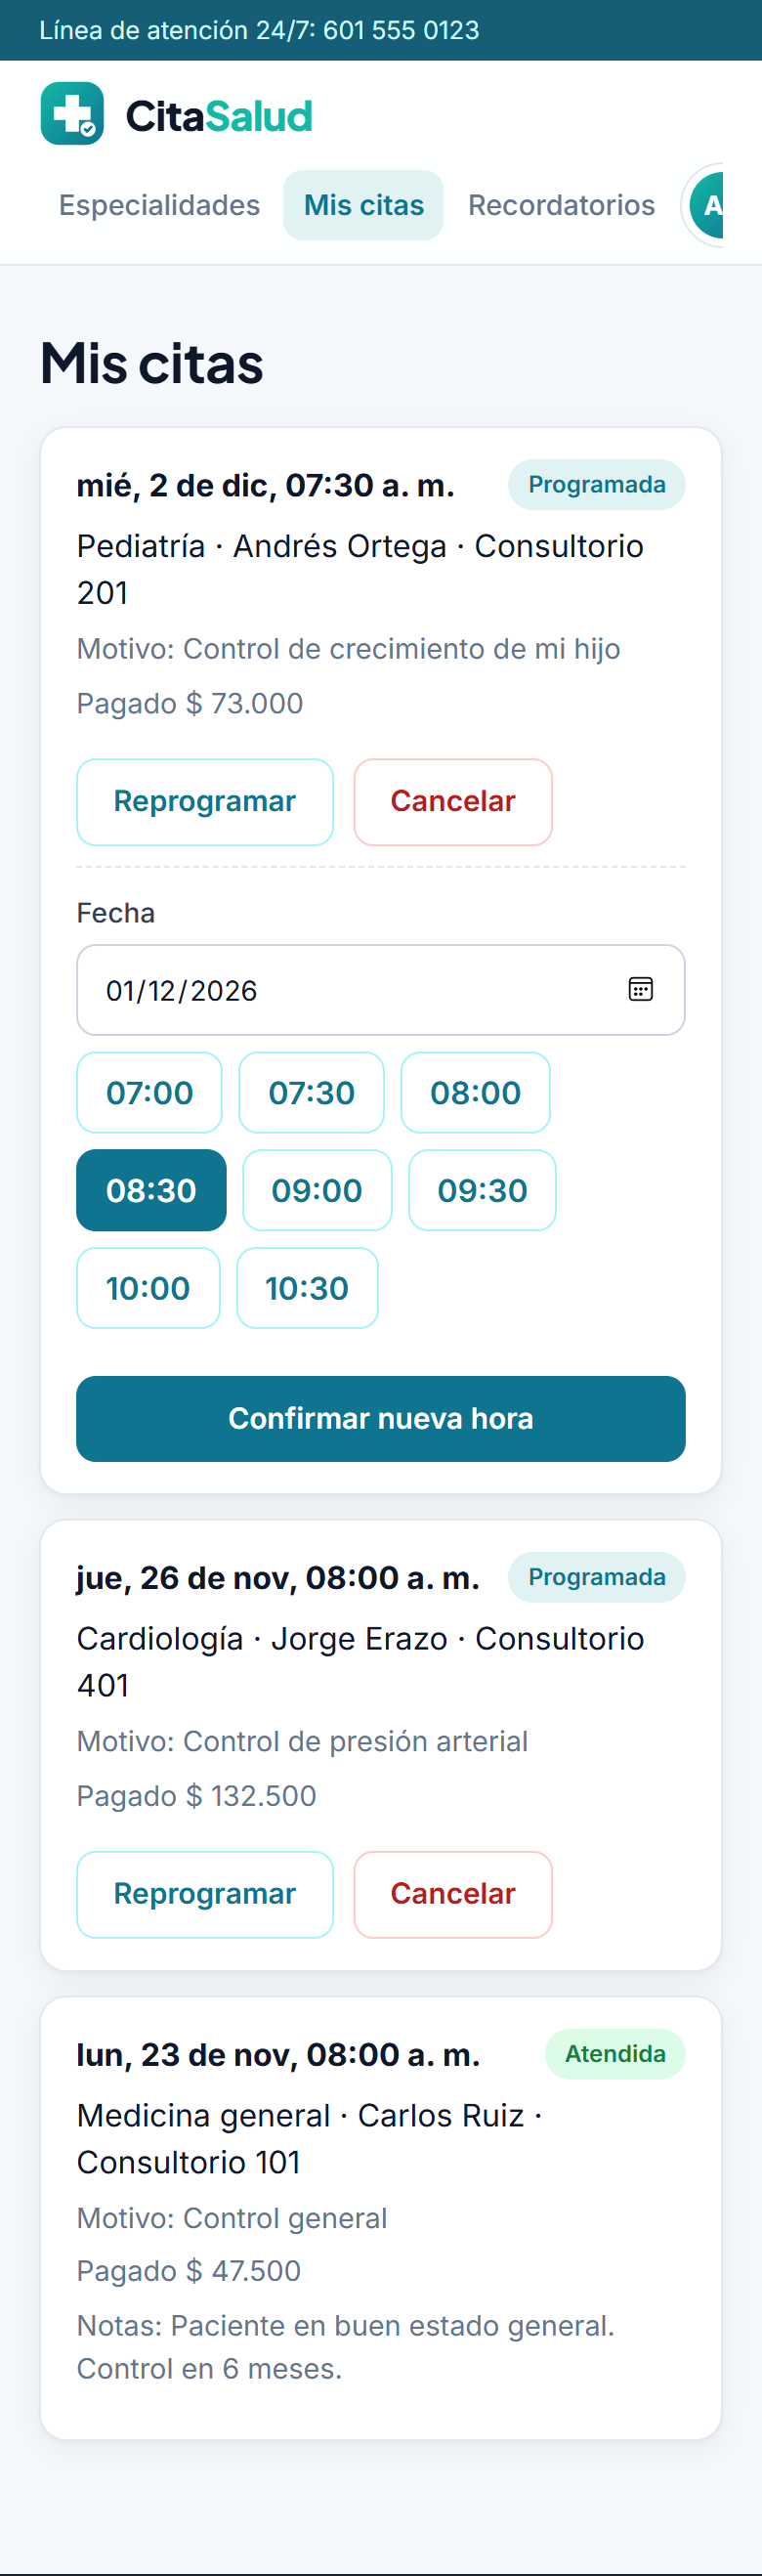 Línea de atención 24/7: 601 555 0123
CitaSalud
Especialidades Mis citas Recordatorios A
Mis citas
mié, 2 de dic, 07:30 a. m. Programada
Pediatría · Andrés Ortega · Consultorio
201
Motivo: Control de crecimiento de mi hijo
Pagado $ 73.000
Reprogramar Cancelar
Fecha
01/12/2026
07:00 07:30 08:00
08:30 09:00 09:30
10:00 10:30
Confirmar nueva hora
jue, 26 de nov, 08:00 a. m. Programada
Cardiología · Jorge Erazo · Consultorio
401
Motivo: Control de presión arterial
Pagado $ 132.500
Reprogramar Cancelar
lun, 23 de nov, 08:00 a. m. Atendida
Medicina general · Carlos Ruiz ·
Consultorio 101
Motivo: Control general
Pagado $ 47.500
Notas: Paciente en buen estado general.
Control en 6 meses.